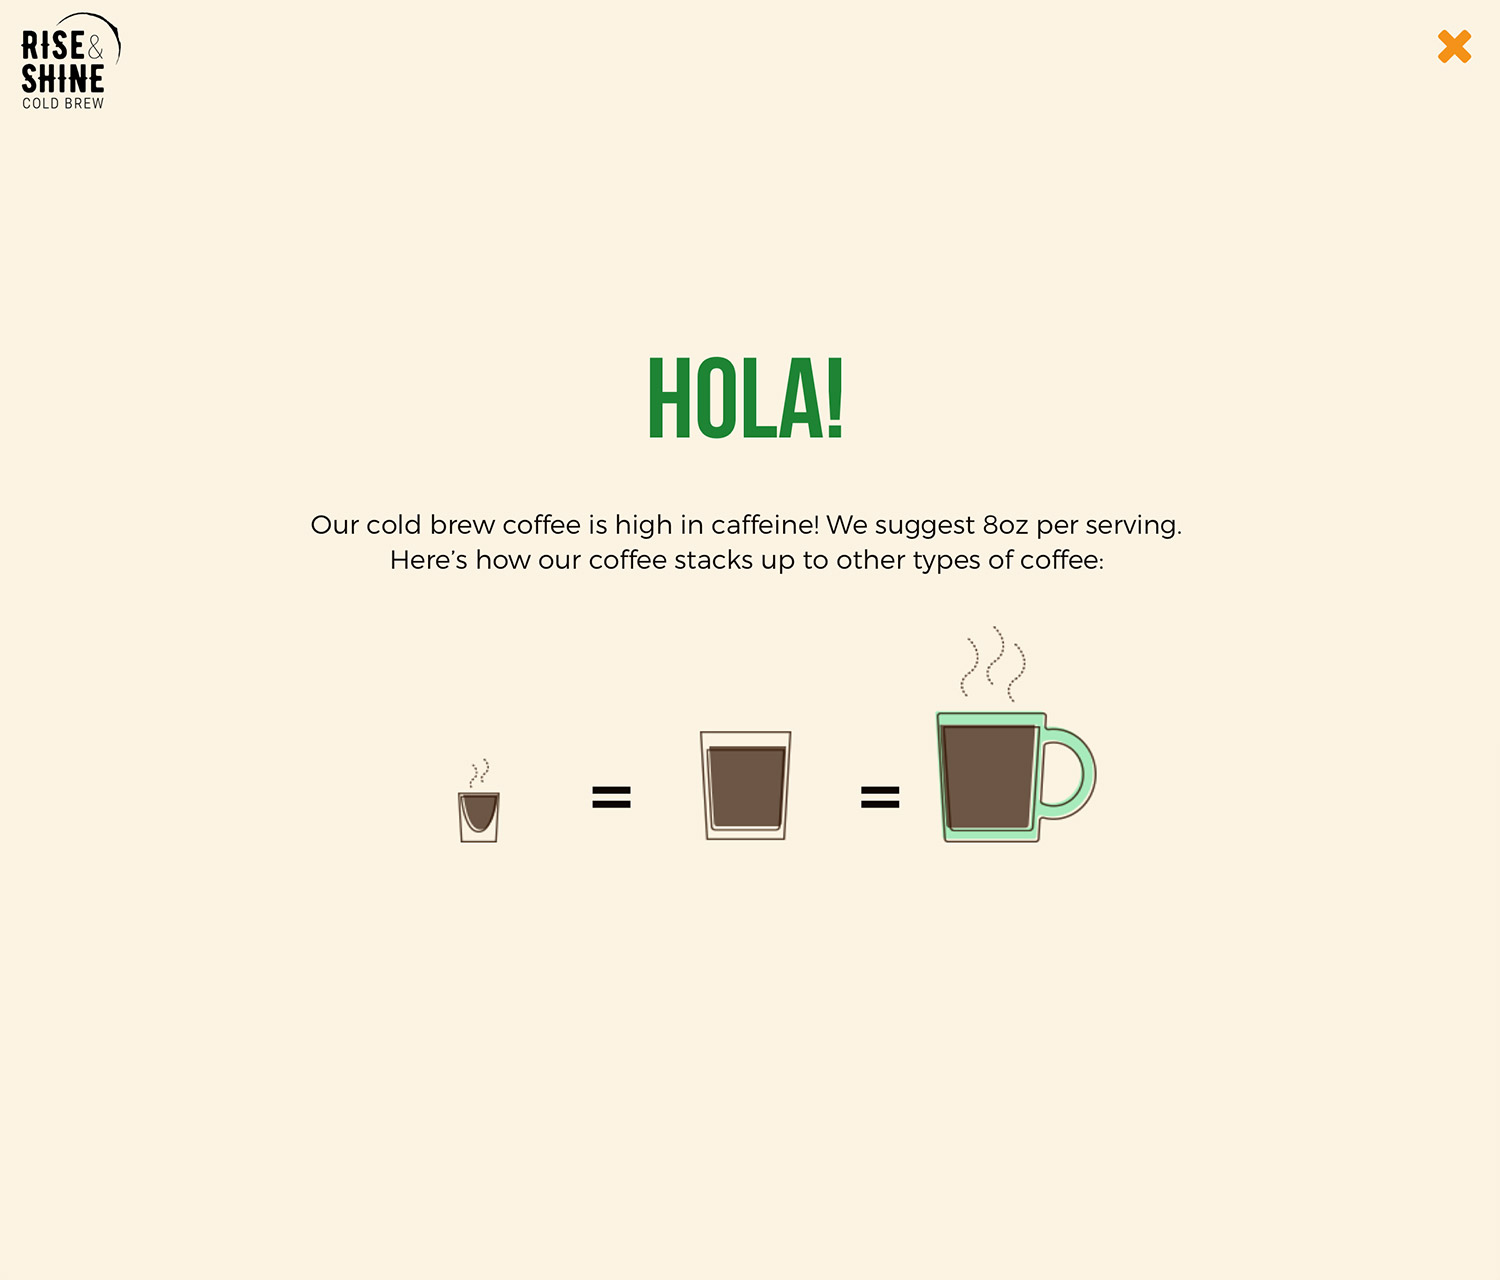 RISE &
SHINE
COLD BREW
HOLA!
Our cold brew coffee is high in caffeine! We suggest 8oz per serving.
Here’s how our coffee stacks up to other types of coffee:
= =